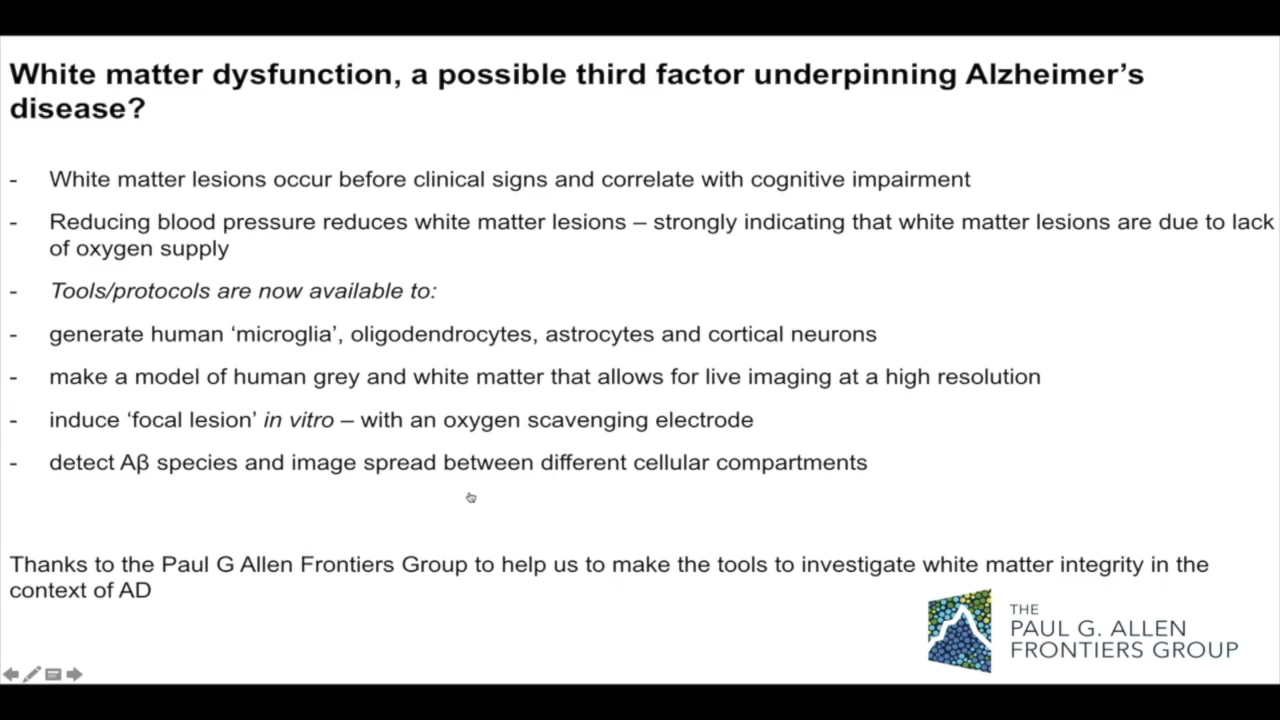 White matter dysfunction, a possible third factor underpinning Alzheimer’s
disease?
- White matter lesions occur before clinical signs and correlate with cognitive impairment
- Reducing blood pressure reduces white matter lesions – strongly indicating that white matter lesions are due to lack
of oxygen supply
- Tools/protocols are now available to:
- generate human ‘microglia’, oligodendrocytes, astrocytes and cortical neurons
- make a model of human grey and white matter that allows for live imaging at a high resolution
- induce ‘focal lesion’ in vitro – with an oxygen scavenging electrode
- detect Aβ species and image spread between different cellular compartments
Thanks to the Paul G Allen Frontiers Group to help us to make the tools to investigate white matter integrity in the
context of AD
THE
PAUL G. ALLEN
FRONTIERS GROUP